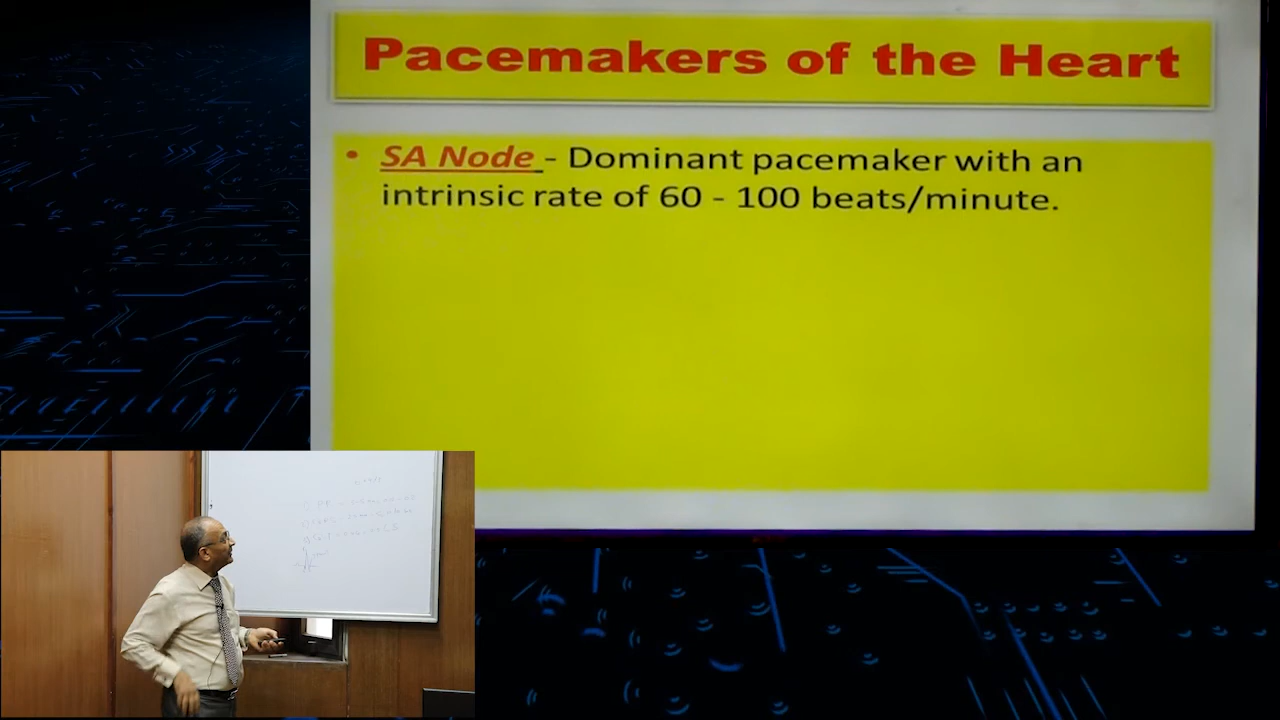 Pacemakers of the Heart
• SA Node - Dominant pacemaker with an
intrinsic rate of 60 - 100 beats/minute.